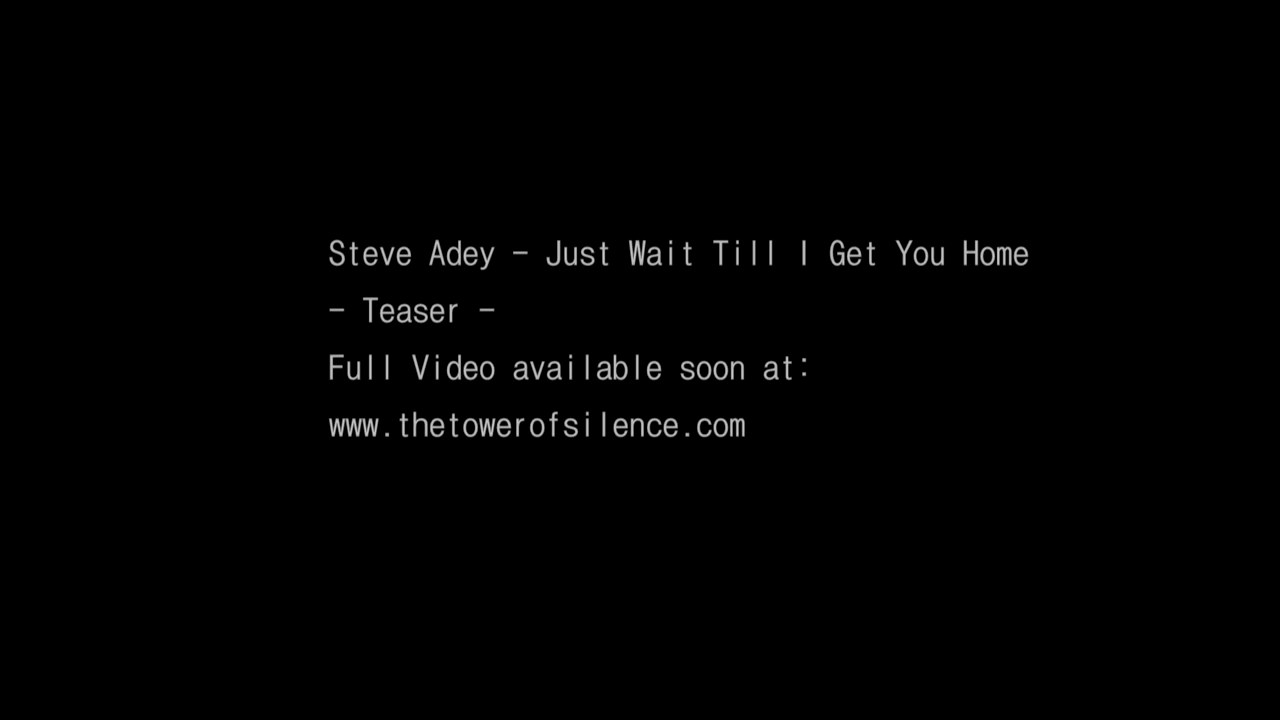 Steve Adey - Just Wait Till I Get You Home
- Teaser -
Full Video available soon at:
www.thetowerofsilence.com